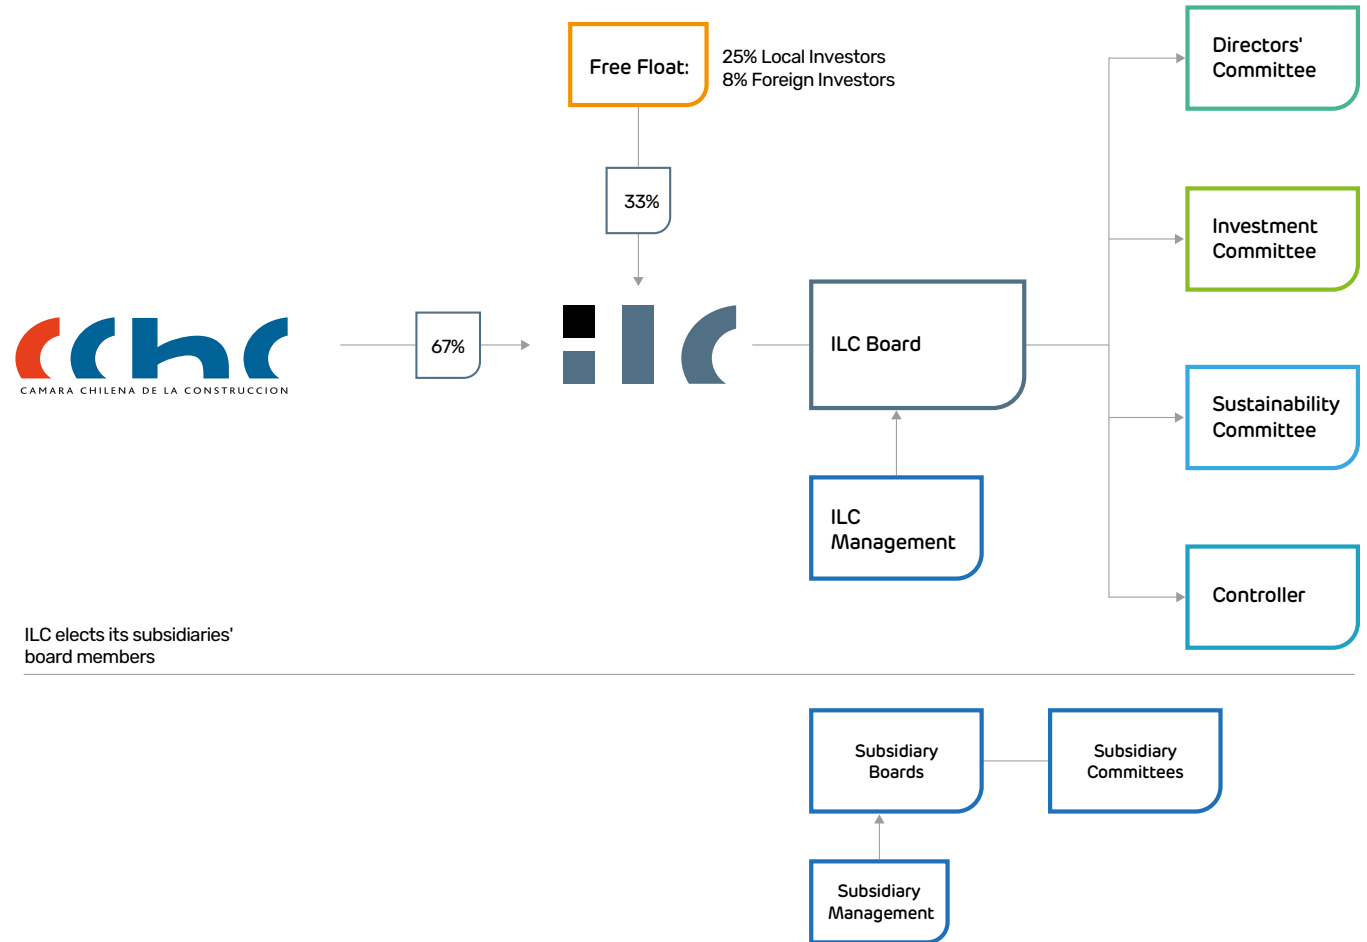 Free Float:
25% Local Investors
8% Foreign Investors
33%
Directors'
Committee
Investment
Committee
cchc
CAMARA CHILENA DE LA CONSTRUCCION
67%
ilc
ILC Board
Sustainability
Committee
ILC
Management
Controller
ILC elects its subsidiaries'
board members
Subsidiary
Boards
Subsidiary
Committees
Subsidiary
Management